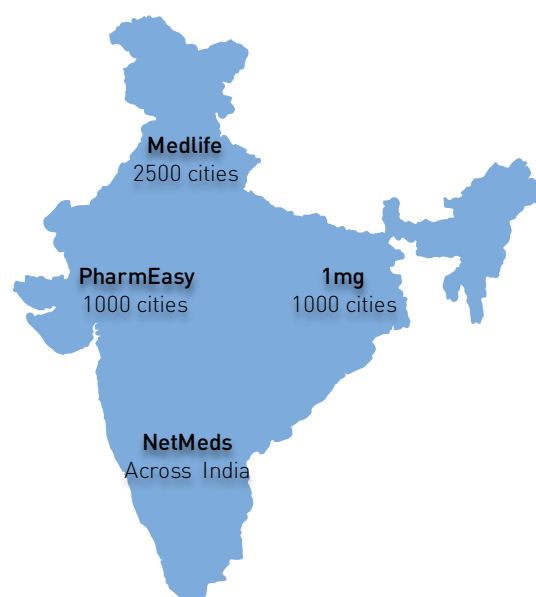 Medlife
2500 cities
PharmEasy
1000 cities
1mg
1000 cities
NetMeds
Across India